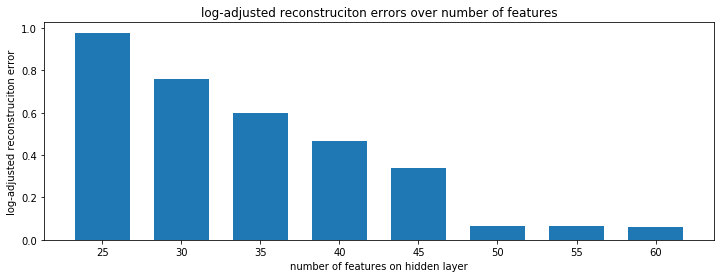 log-adjusted reconstruciton errors over number of features
log-adjusted reconstruciton error
1.0
0.8
0.6
0.4
0.2
0.0
25 30 35 40 45 50 55 60
number of features on hidden layer